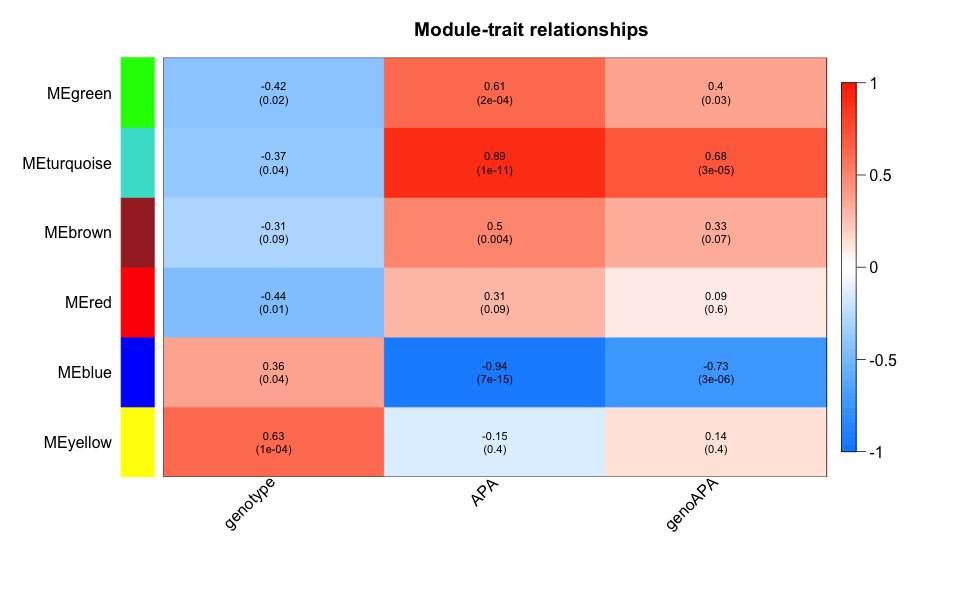 Module-trait relationships
MEgreen
-0.42
(0.02)
0.61
(2e-04)
0.4
(0.03)
MEturquoise
-0.37
(0.04)
0.89
(1e-11)
0.68
(3e-05)
MEbrown
-0.31
(0.09)
0.5
(0.004)
0.33
(0.07)
MEred
-0.44
(0.01)
0.31
(0.09)
0.09
(0.6)
MEblue
0.36
(0.04)
-0.94
(7e-15)
-0.73
(3e-06)
MEyellow
0.63
(1e-04)
-0.15
(0.4)
0.14
(0.4)
genotype
APA
genoAPA
1
0.5
0
-0.5
-1